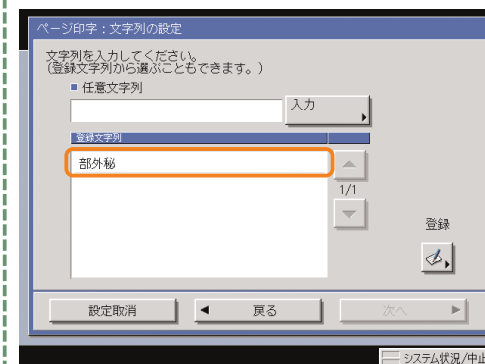 ページ印字：文字列の設定
文字列を入力してください。
(登録文字列から選ぶこともできます。)
■ 任意文字列
入力
登録文字列
部外秘
1/1
登録
設定取消
◀ 戻る
次へ ▶
システム状況/中止